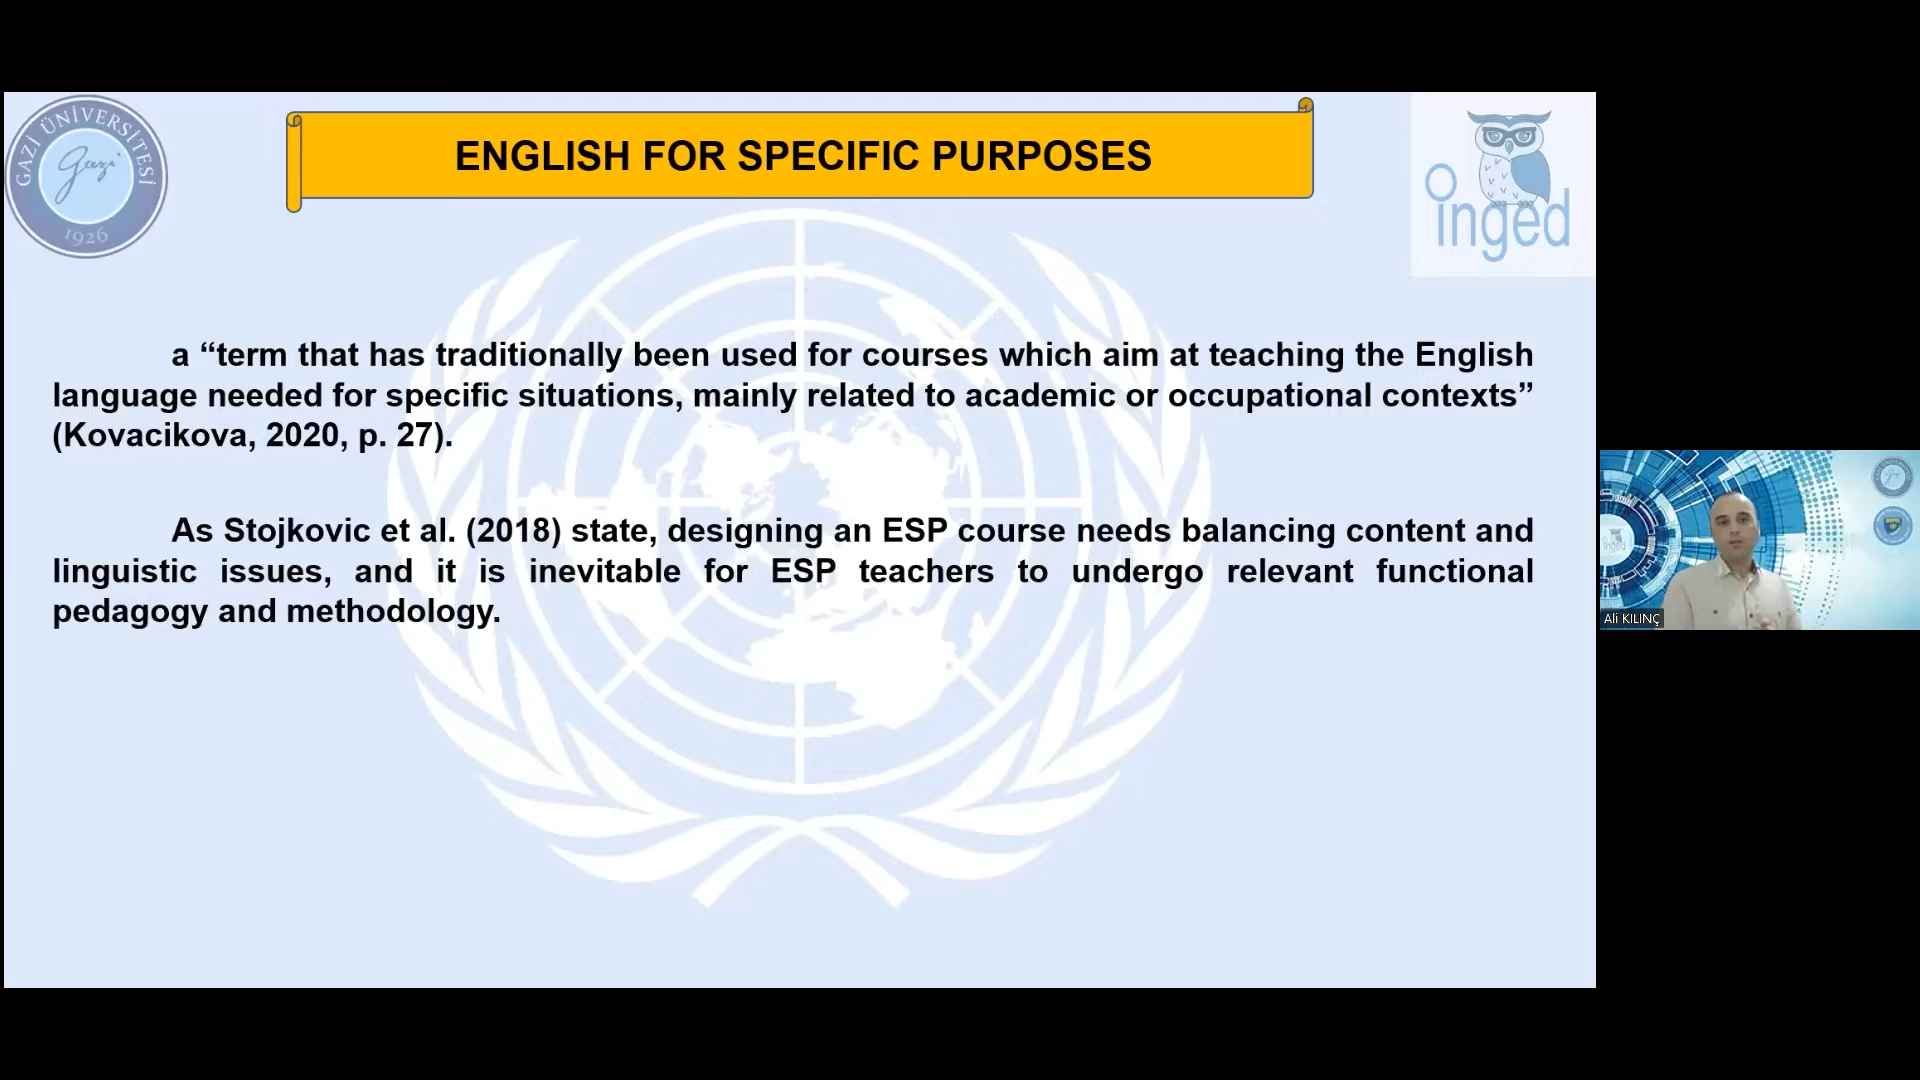 GAZİ ÜNİVERSİTESİ
gazi
1926
ENGLISH FOR SPECIFIC PURPOSES
inged
a “term that has traditionally been used for courses which aim at teaching the English
language needed for specific situations, mainly related to academic or occupational contexts”
(Kovacikova, 2020, p. 27).
As Stojkovic et al. (2018) state, designing an ESP course needs balancing content and
linguistic issues, and it is inevitable for ESP teachers to undergo relevant functional
pedagogy and methodology.
Ali KILINÇ